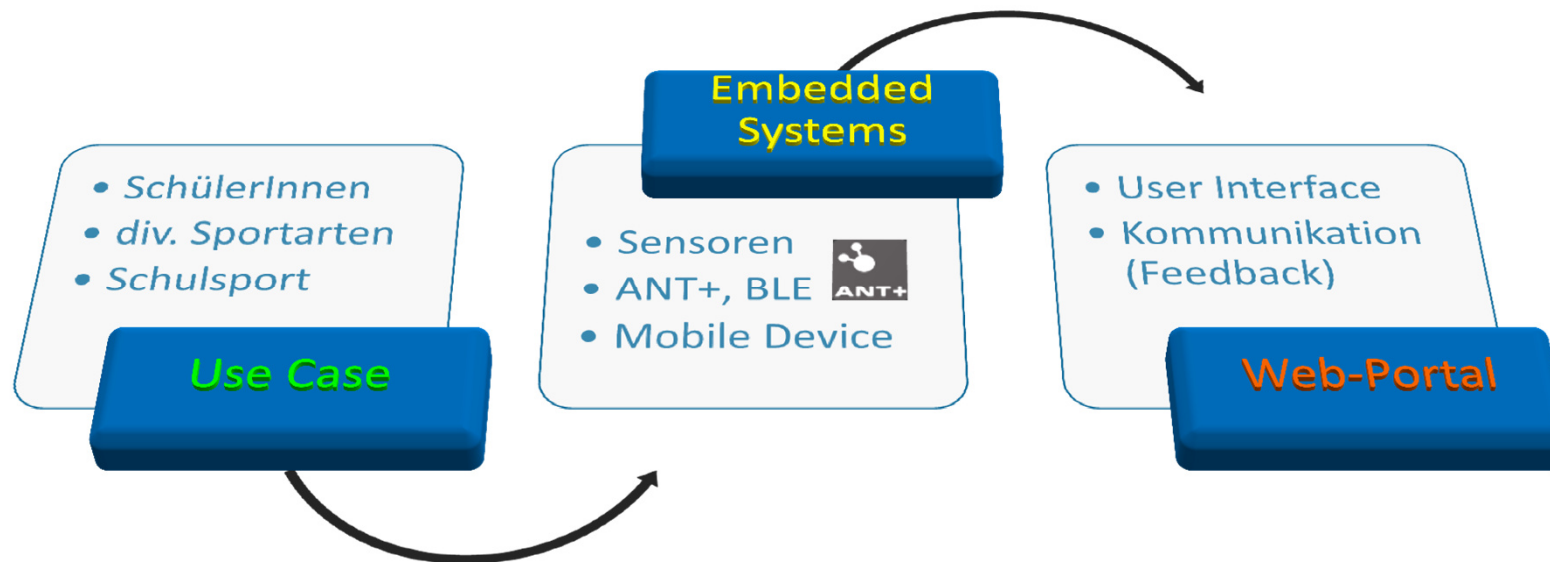 • SchülerInnen
• div. Sportarten
• Schulsport
Use Case
Embedded
Systems
• Sensoren
• ANT+, BLE
ANT+
• Mobile Device
• User Interface
• Kommunikation
(Feedback)
Web-Portal